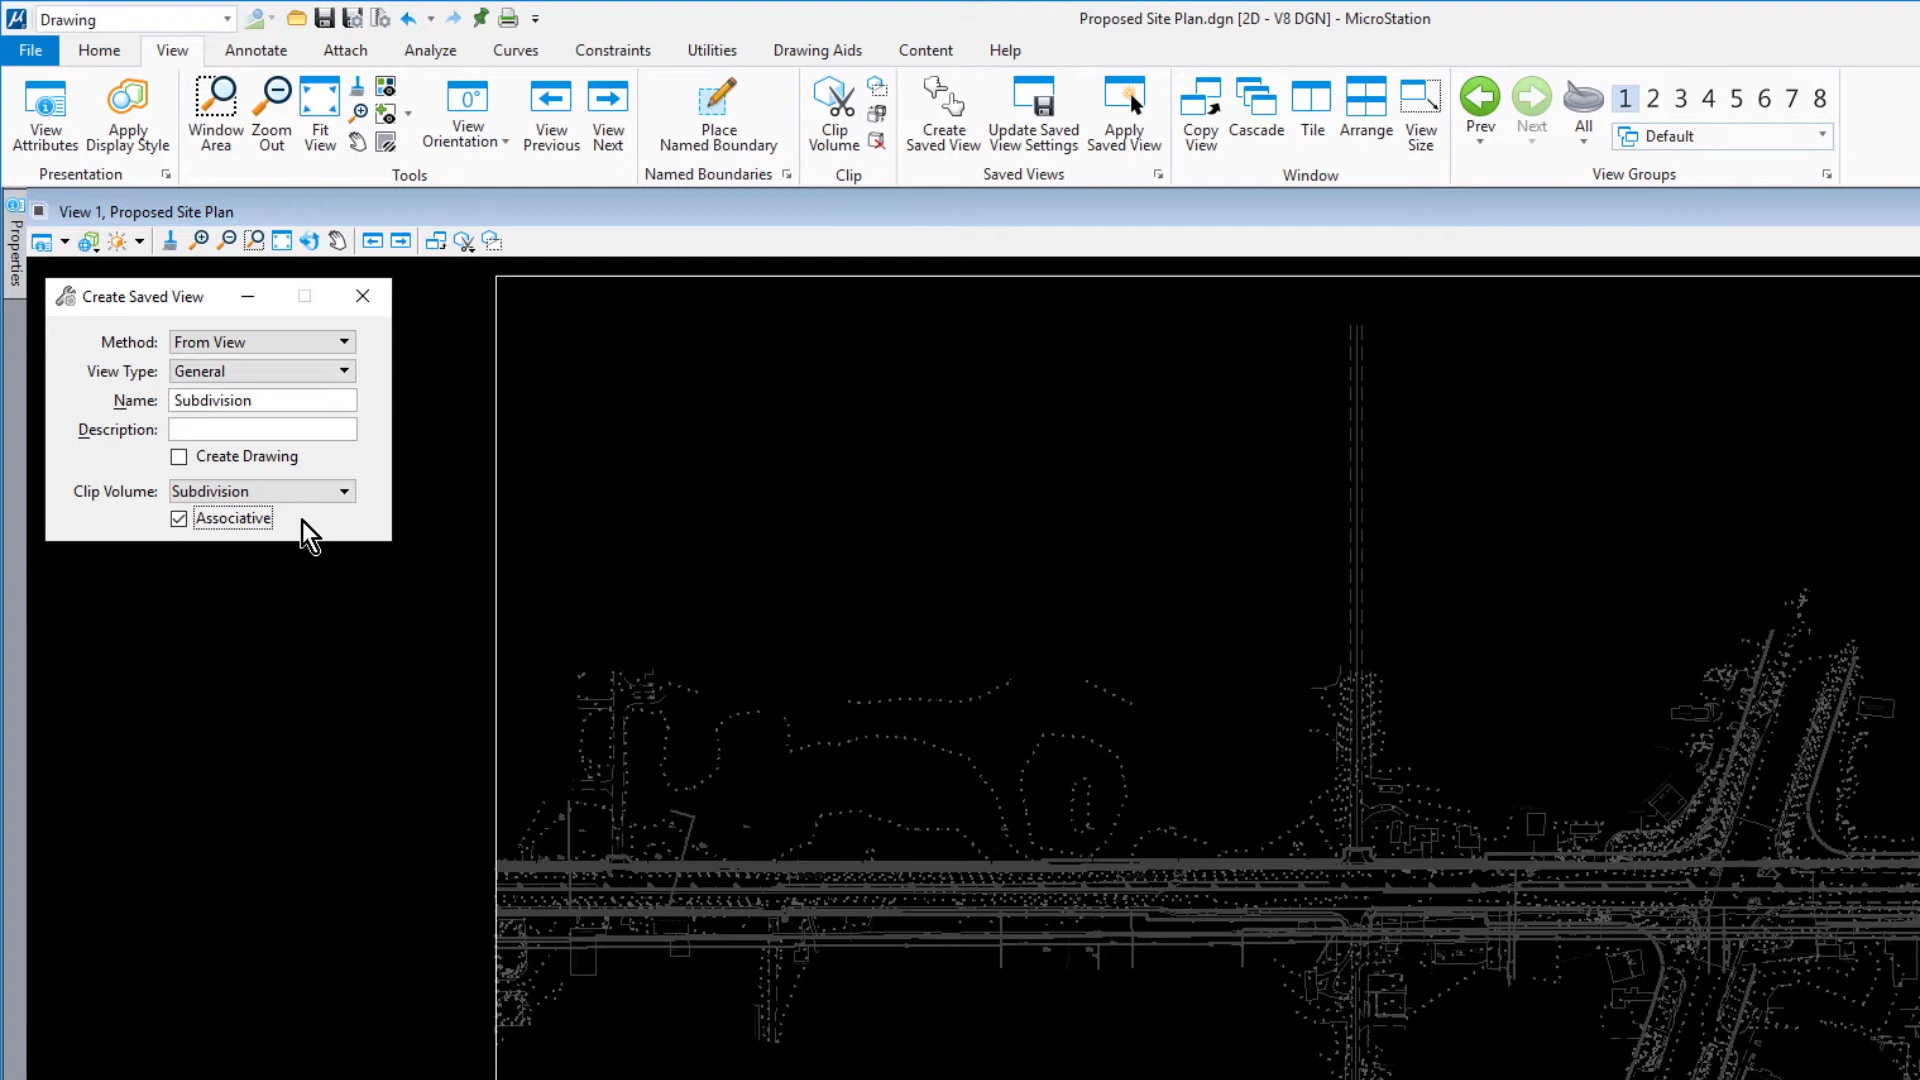 Drawing
Proposed Site Plan.dgn [2D - V8 DGN] - MicroStation
File Home View Annotate Attach Analyze Curves Constraints Utilities Drawing Aids Content Help
View Attributes
Apply Display Style
Presentation
Window Area
Zoom Out
Fit View
0°
View Orientation
View Previous
View Next
Tools
Place Named Boundary
Named Boundaries
Clip Volume
Clip
Create Saved View
Update Saved View Settings
Apply Saved View
Saved Views
Copy View
Cascade
Tile
Arrange
View Size
Window
Prev
Next
All
1 2 3 4 5 6 7 8
Default
View Groups
Properties
View 1, Proposed Site Plan
Create Saved View
Method: From View
View Type: General
Name: Subdivision
Description:
Create Drawing
Clip Volume: Subdivision
Associative